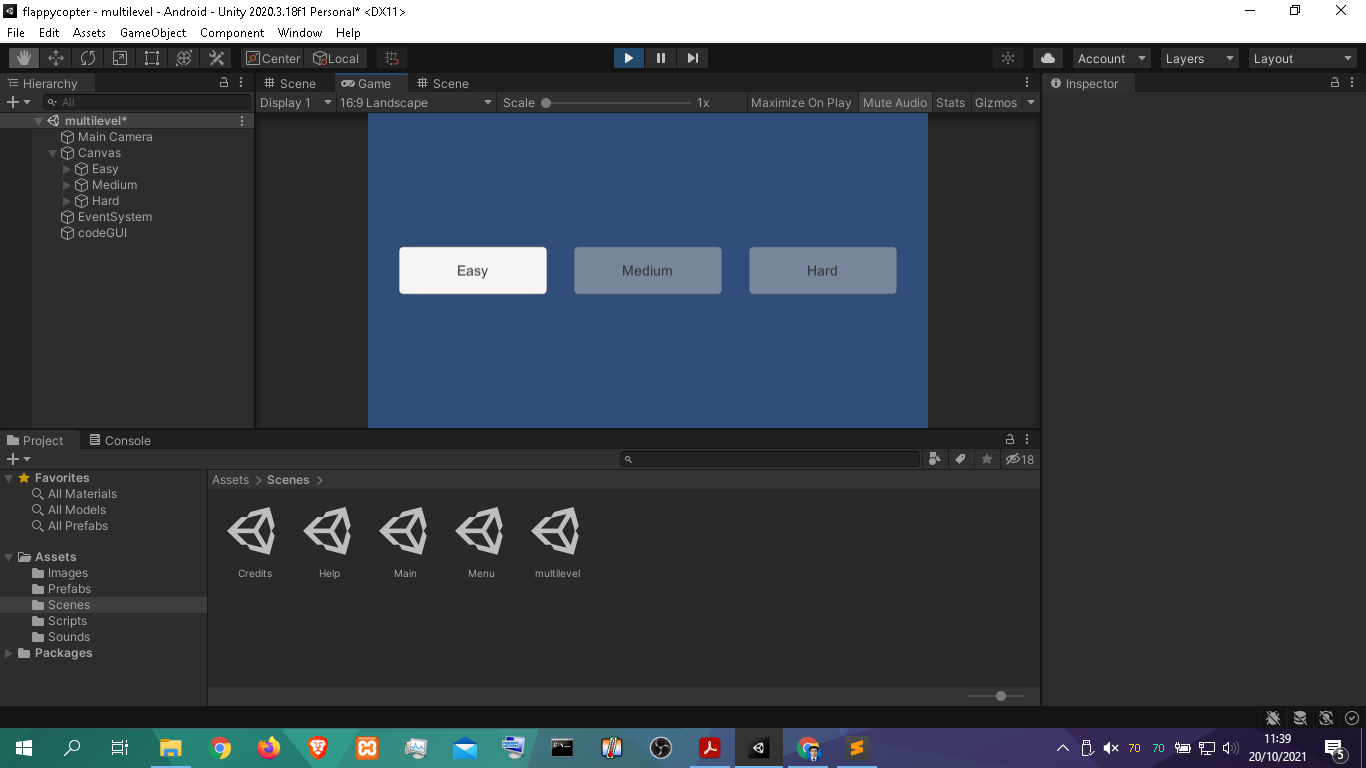 flappycopter - multilevel - Android - Unity 2020.3.18f1 Personal* <DX11>
File Edit Assets GameObject Component Window Help
Center Local Account Layers Layout
Hierarchy Scene Game Scene Inspector
All Display 1 16:9 Landscape Scale 1x Maximize On Play Mute Audio Stats Gizmos
multilevel*
Main Camera
Canvas
Easy
Medium
Hard
EventSystem
codeGUI
Easy Medium Hard
Project Console
18
Favorites Assets > Scenes >
All Materials
All Models
All Prefabs
Assets
Images
Prefabs
Scenes
Scripts
Sounds
Packages
Credits Help Main Menu multilevel
70 70 11:39
20/10/2021 5